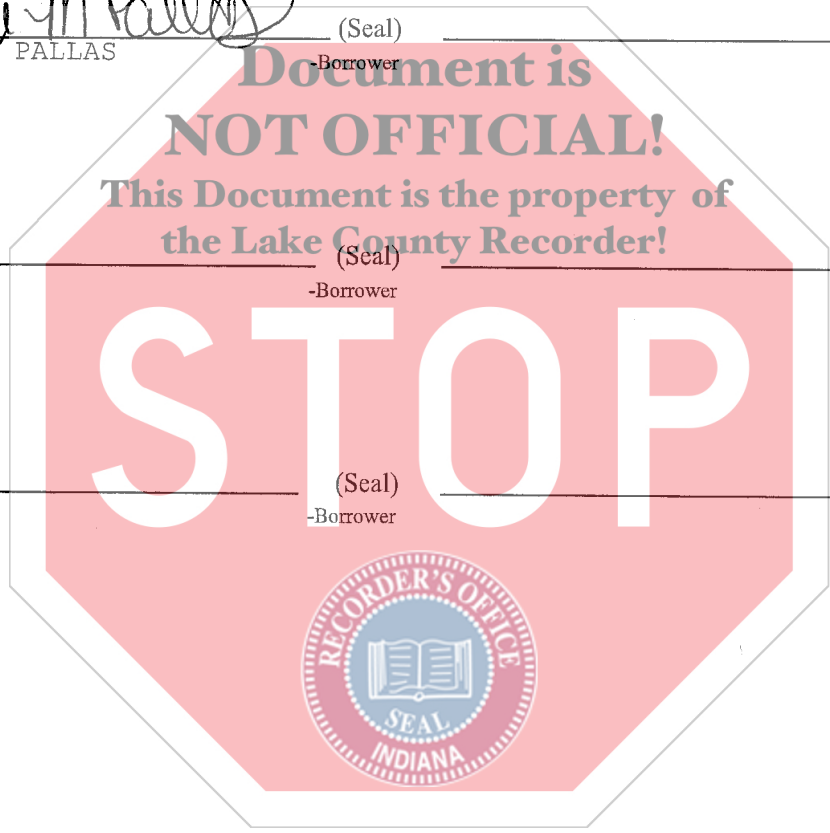 M Pallas (Seal)
PALLAS -Borrower
Document is
NOT OFFICIAL!
This Document is the property of
the Lake County Recorder!
(Seal)
-Borrower
STOP
(Seal)
-Borrower
RECORDER'S OFFICE
SEAL
INDIANA